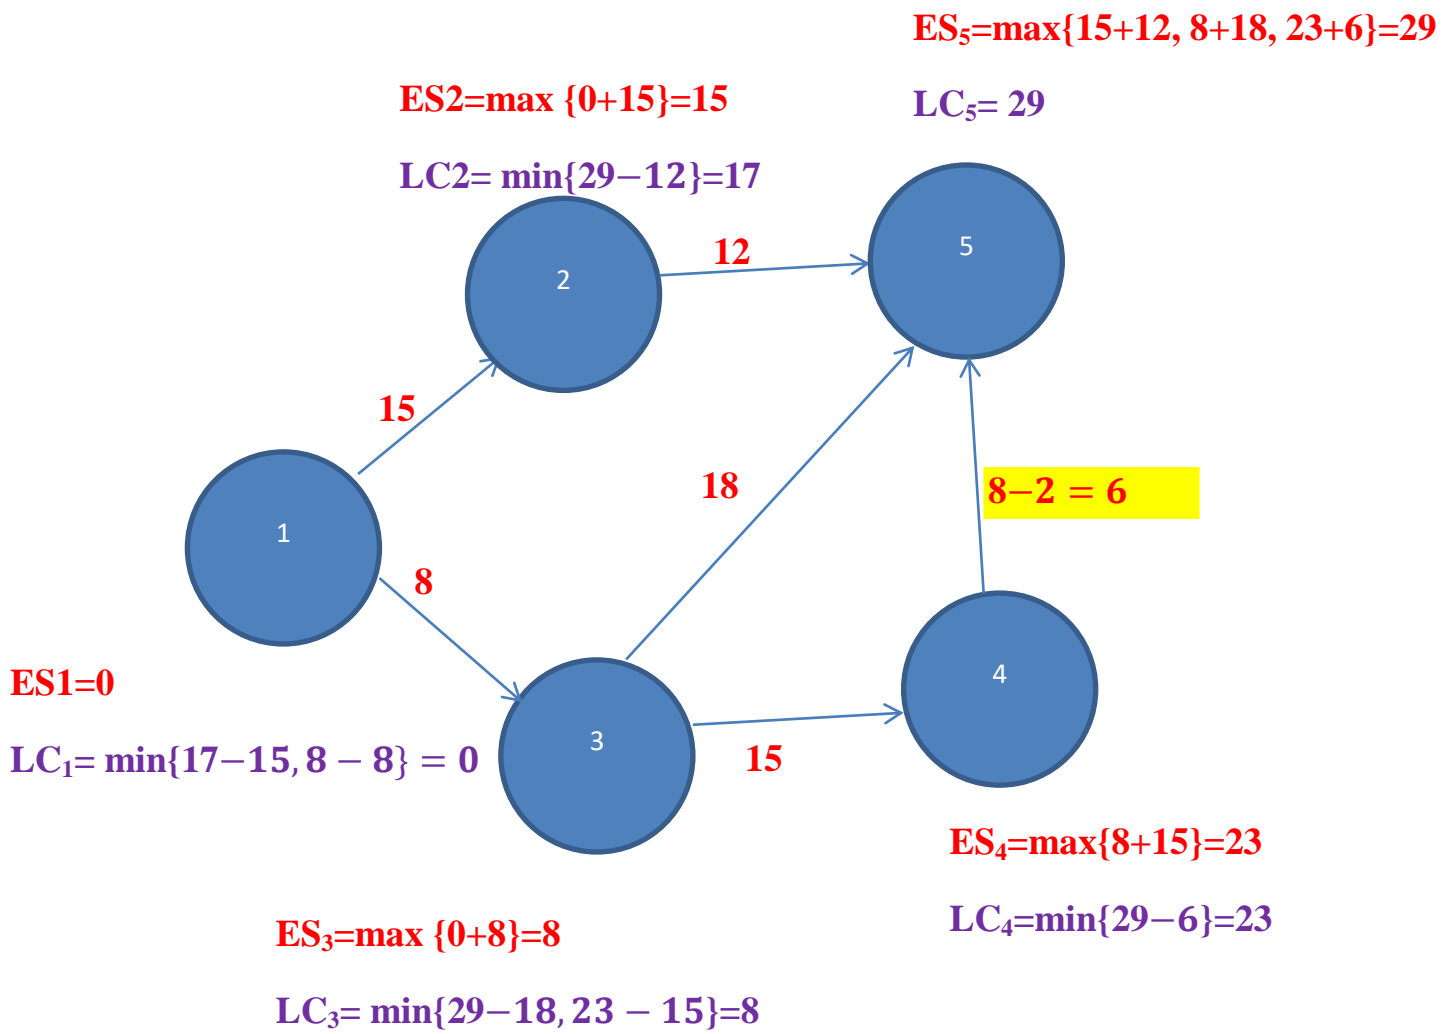 ES₅=max{15+12, 8+18, 23+6}=29
LC₅= 29
ES2=max {0+15}=15
LC2= min{29−12}=17
5
12
2
15
18
8−2 = 6
1
8
ES1=0
LC₁= min{17−15, 8 − 8} = 0
3
4
15
ES₄=max{8+15}=23
LC₄=min{29−6}=23
ES₃=max {0+8}=8
LC₃= min{29−18, 23 − 15}=8